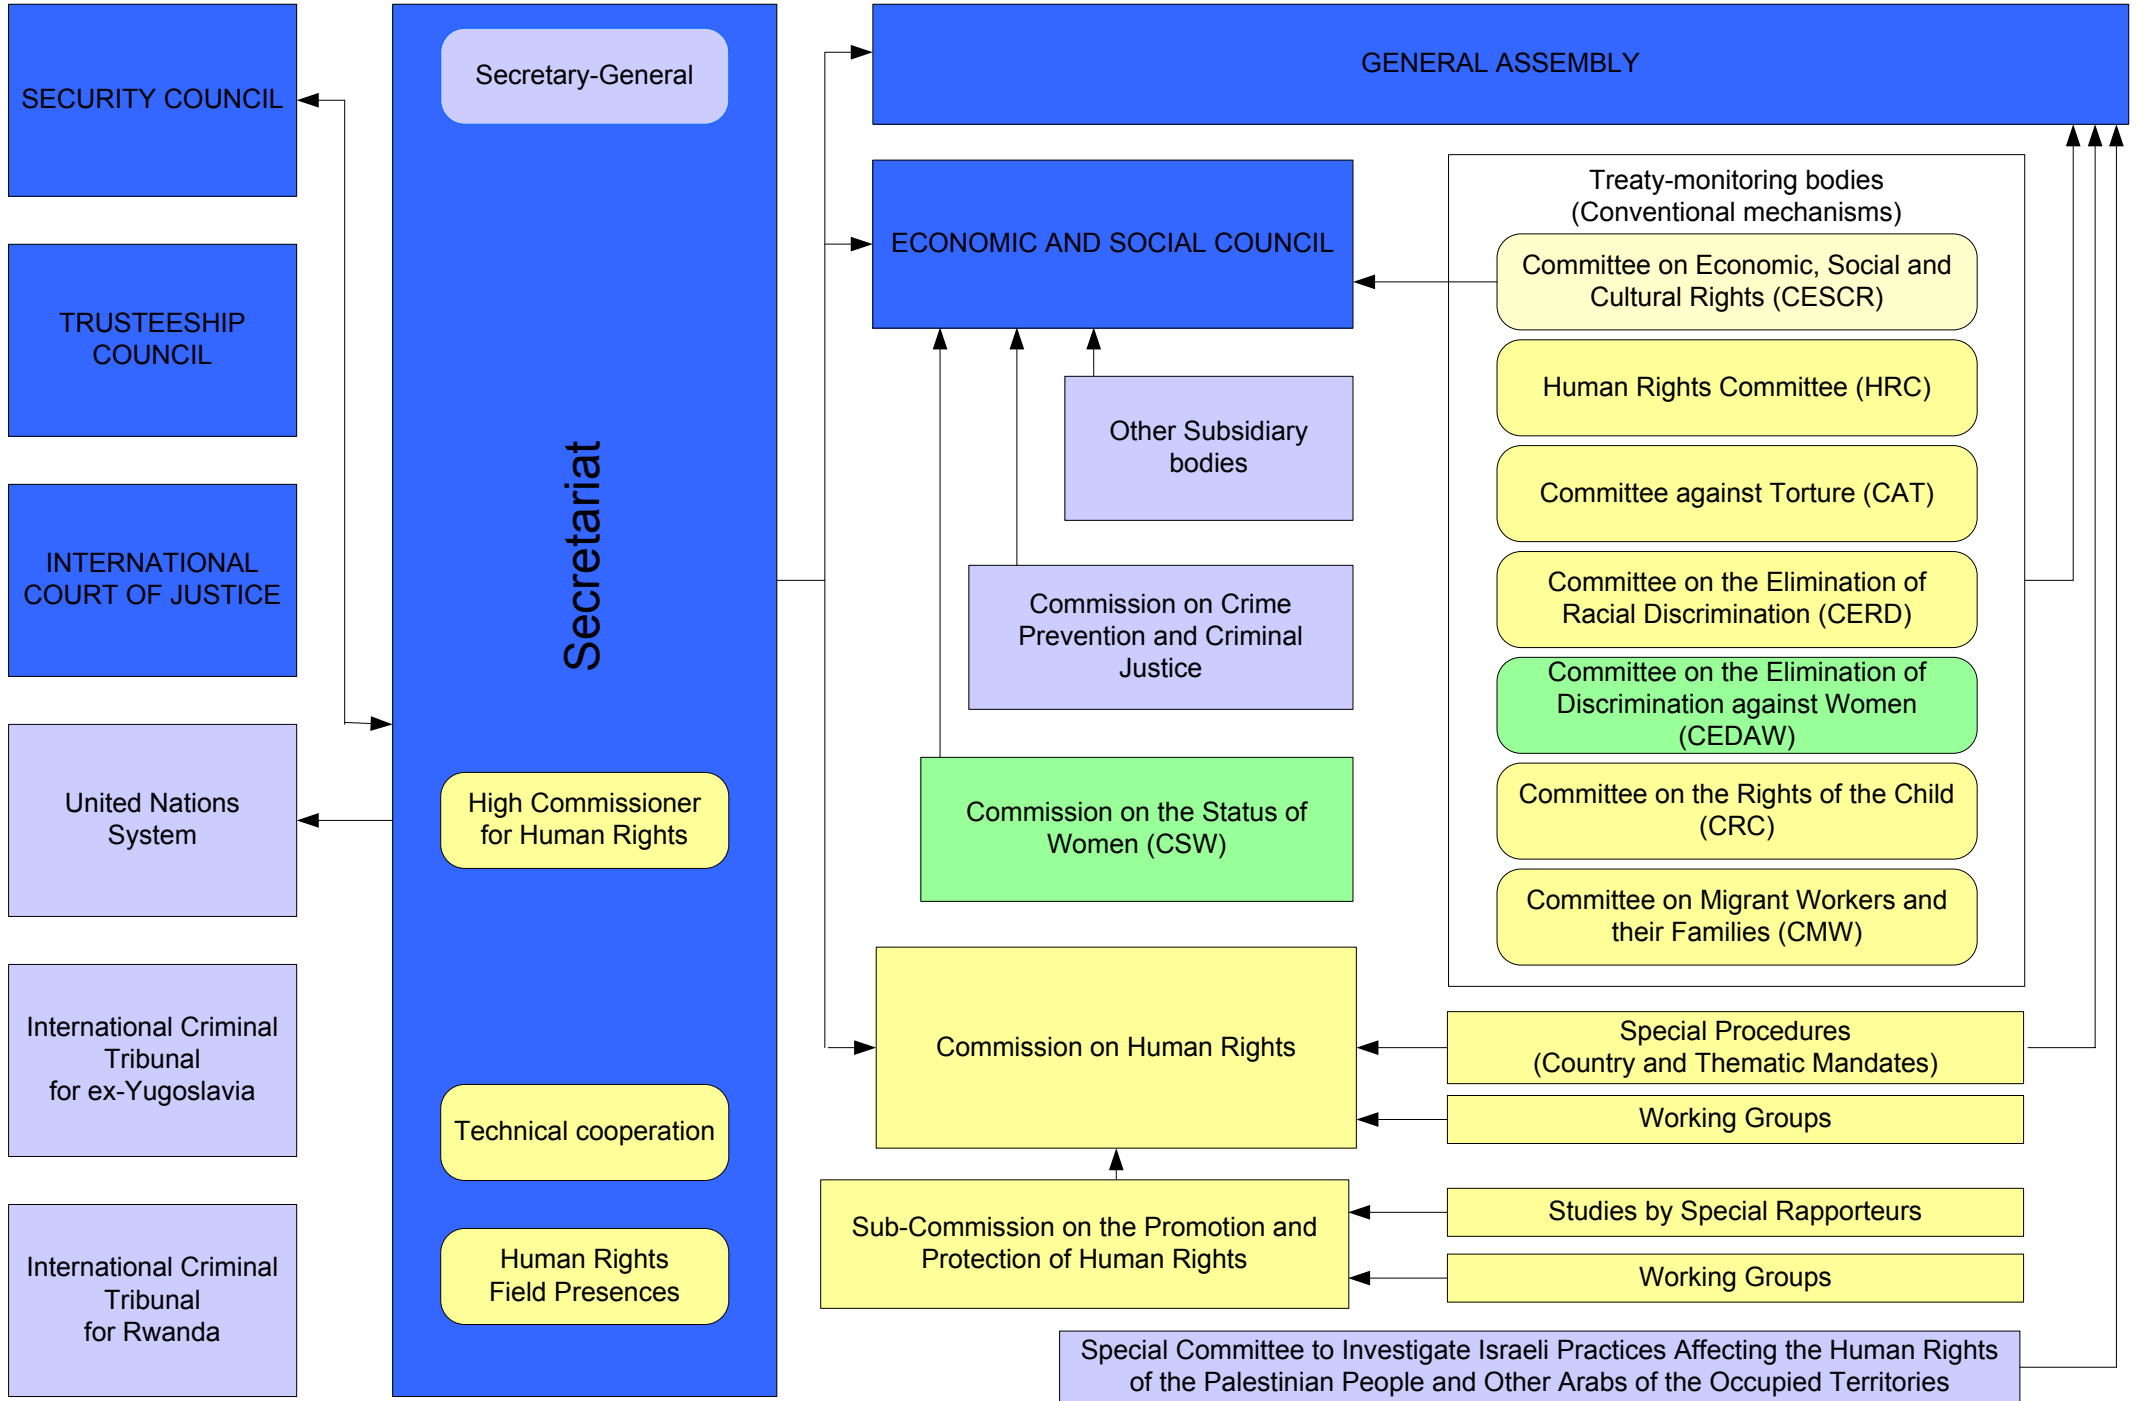 SECURITY COUNCIL
TRUSTEESHIP
COUNCIL
INTERNATIONAL
COURT OF JUSTICE
United Nations
System
International Criminal
Tribunal
for ex-Yugoslavia
International Criminal
Tribunal
for Rwanda
Secretary-General
Secretariat
High Commissioner
for Human Rights
Technical cooperation
Human Rights
Field Presences
GENERAL ASSEMBLY
ECONOMIC AND SOCIAL COUNCIL
Other Subsidiary
bodies
Commission on Crime
Prevention and Criminal
Justice
Commission on the Status of
Women (CSW)
Commission on Human Rights
Sub-Commission on the Promotion and
Protection of Human Rights
Treaty-monitoring bodies
(Conventional mechanisms)
Committee on Economic, Social and
Cultural Rights (CESCR)
Human Rights Committee (HRC)
Committee against Torture (CAT)
Committee on the Elimination of
Racial Discrimination (CERD)
Committee on the Elimination of
Discrimination against Women
(CEDAW)
Committee on the Rights of the Child
(CRC)
Committee on Migrant Workers and
their Families (CMW)
Special Procedures
(Country and Thematic Mandates)
Working Groups
Studies by Special Rapporteurs
Working Groups
Special Committee to Investigate Israeli Practices Affecting the Human Rights
of the Palestinian People and Other Arabs of the Occupied Territories